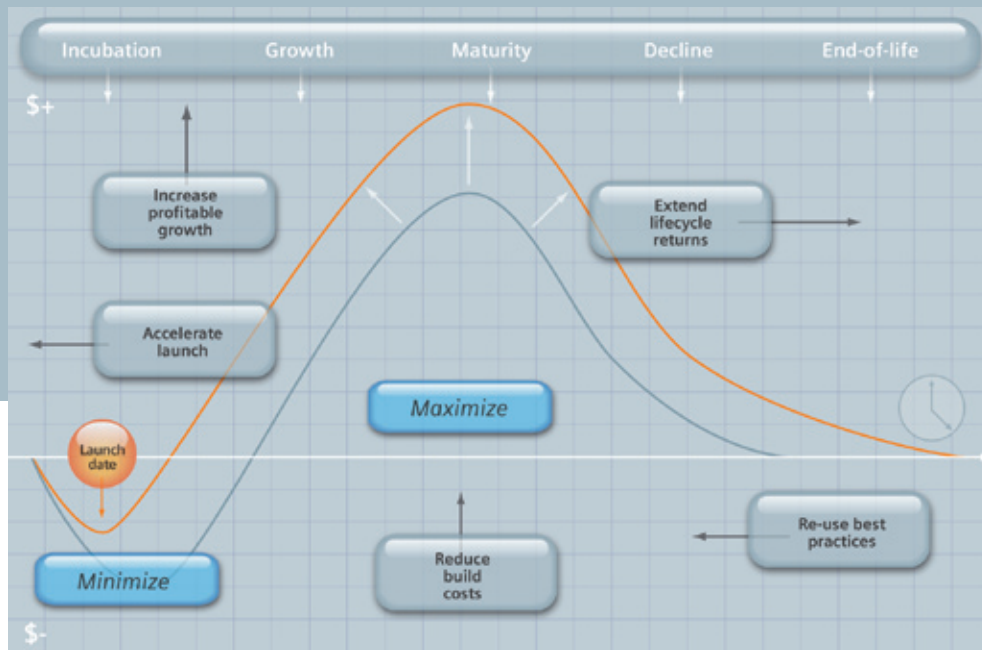 Incubation Growth Maturity Decline End-of-life
$+
Increase
profitable
growth
Extend
lifecycle
returns
Accelerate
launch
Maximize
Launch
date
Minimize
Reduce
build
costs
Re-use best
practices
$-